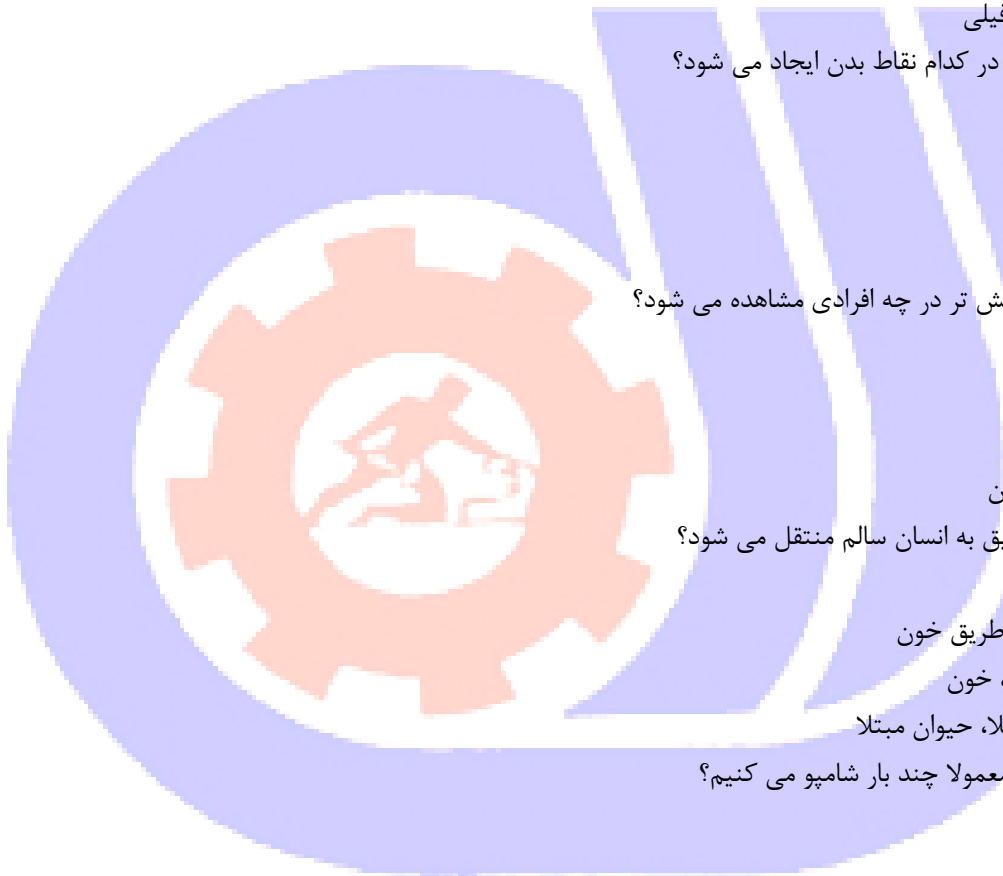 فیلی
در کدام نقاط بدن ایجاد می شود؟
ش تر در چه افرادی مشاهده می شود؟
ن
یق به انسان سالم منتقل می شود؟
طریق خون
، خون
لا، حیوان مبتلا
معمولا چند بار شامپو می کنیم؟